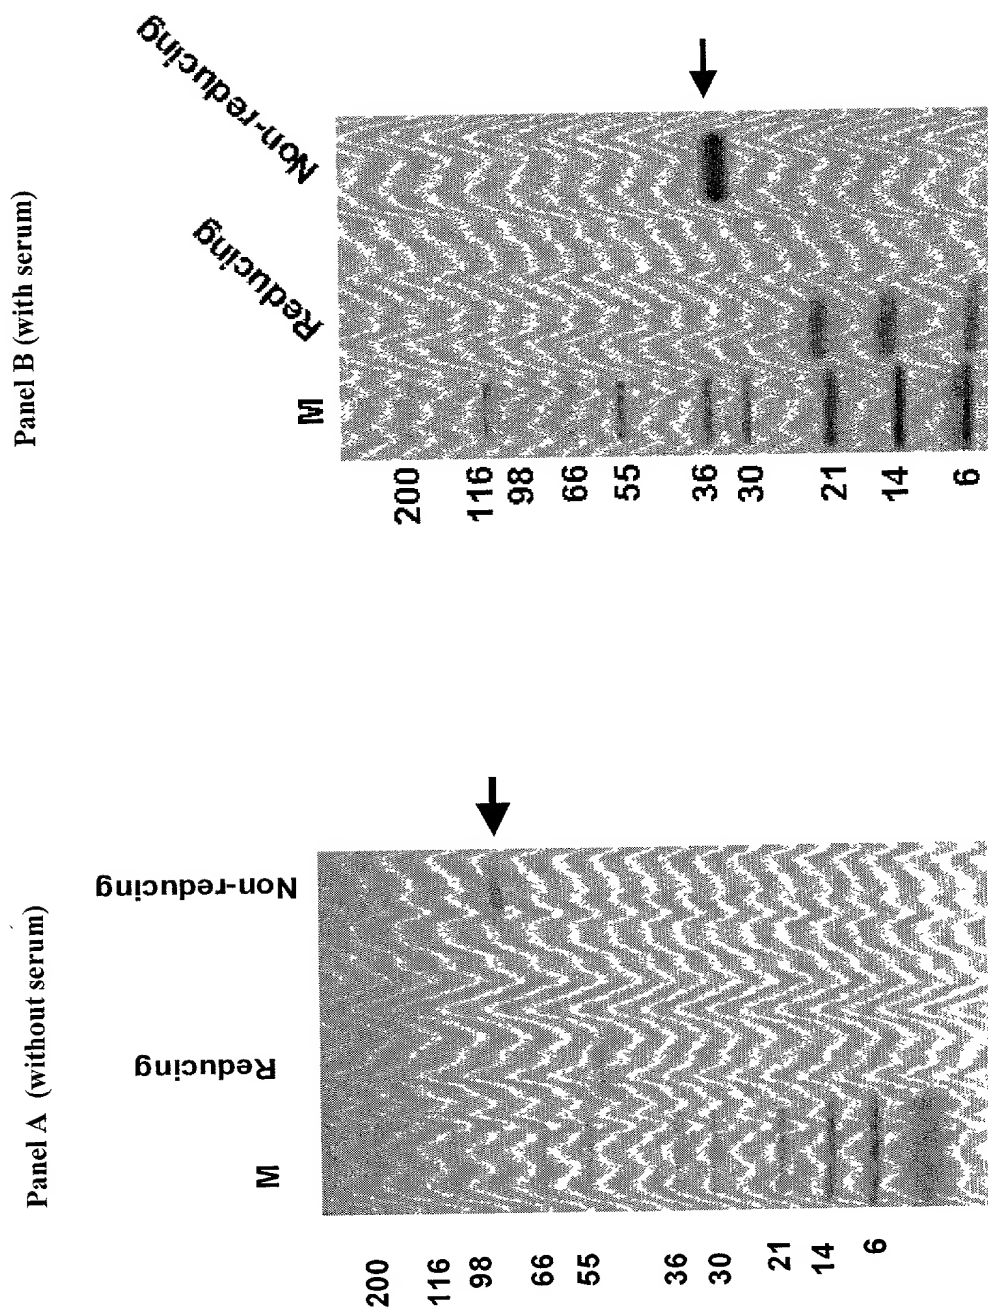 Panel A (without serum)
M
Reducing
Non-reducing
200
116
98
66
55
36
30
21
14
6
Panel B (with serum)
M
Reducing
Non-reducing
200
116
98
66
55
36
30
21
14
6